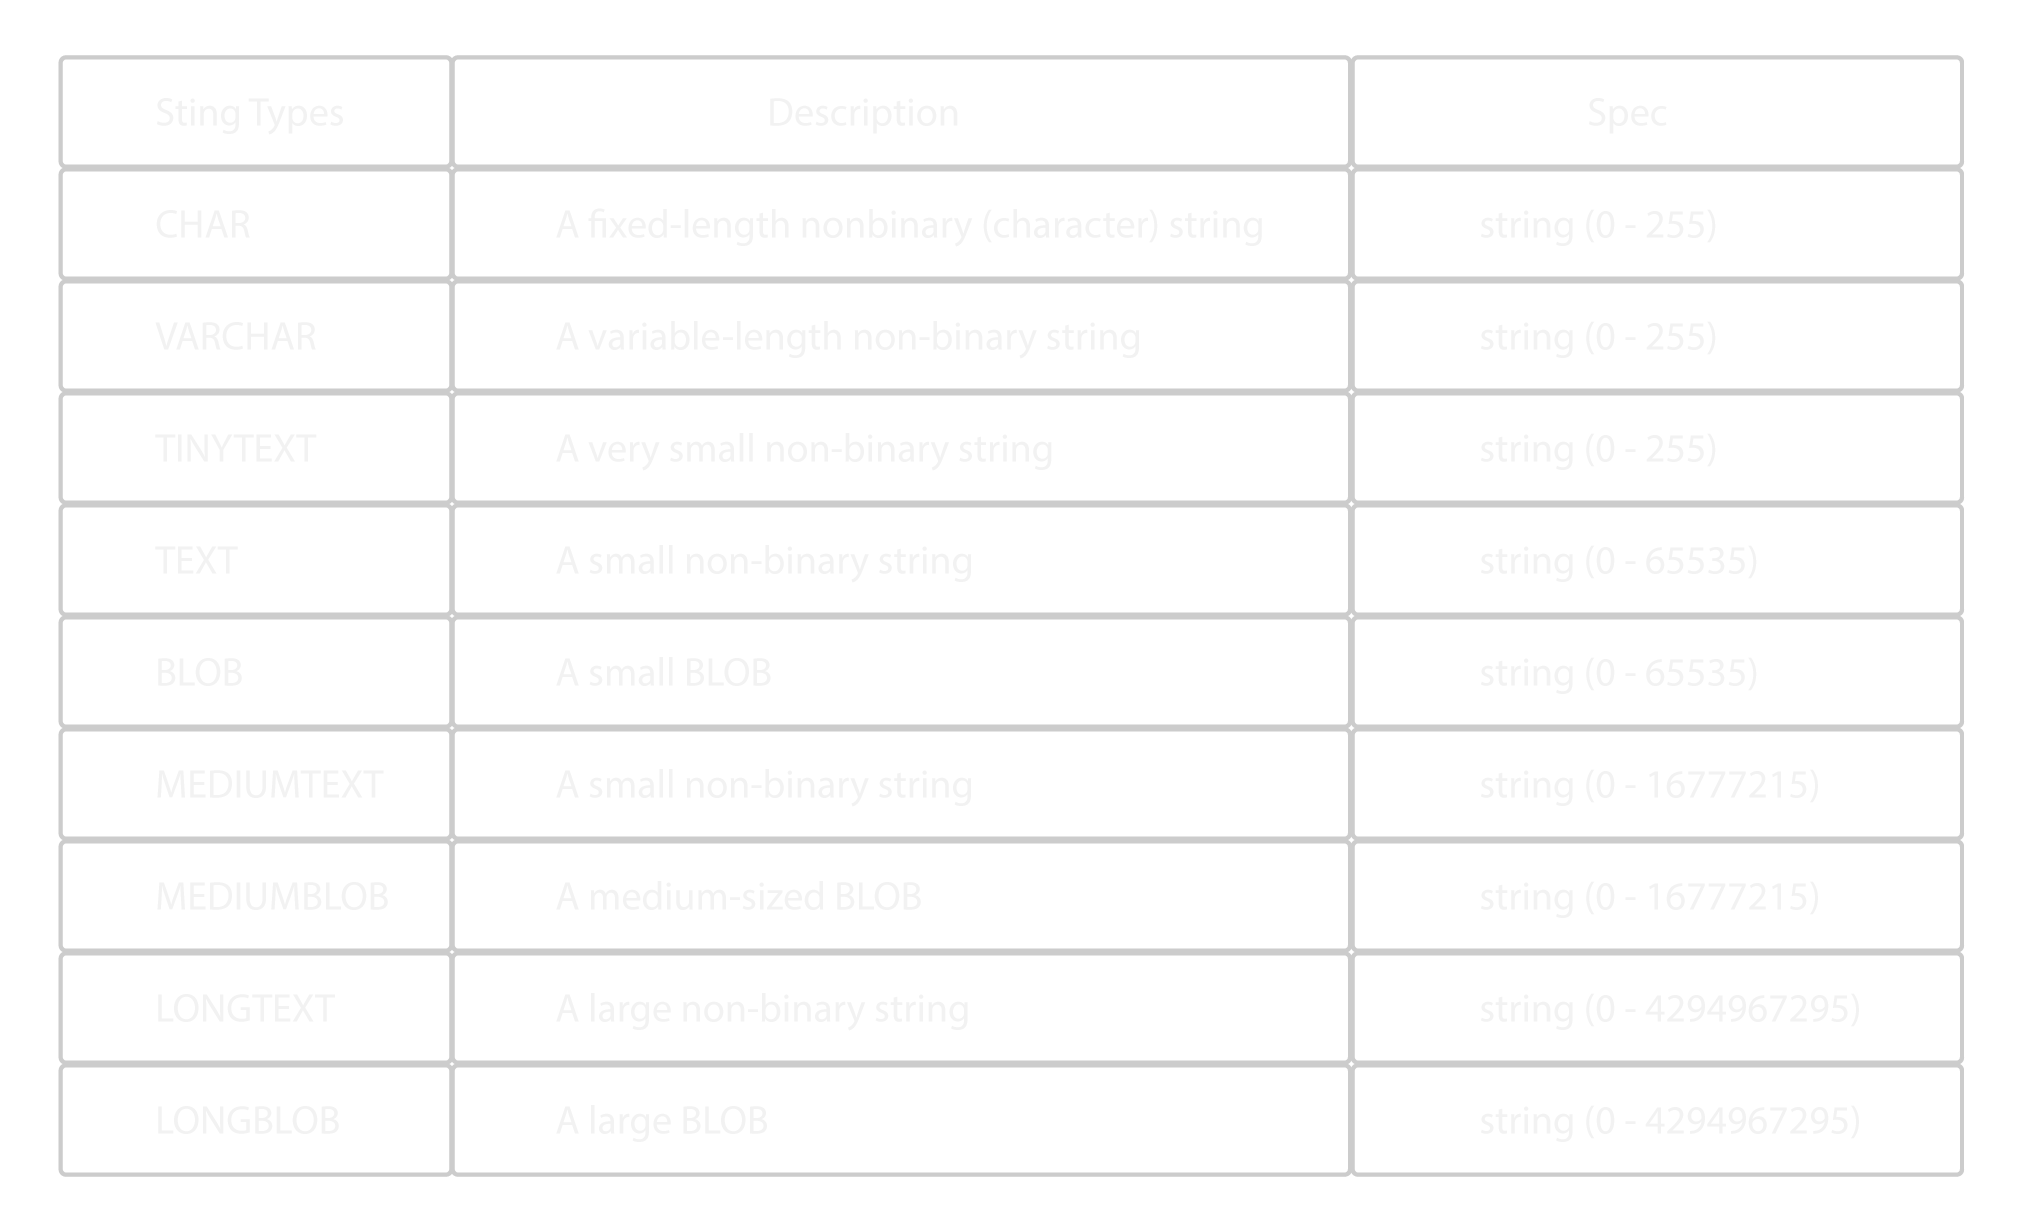 Sting Types Description Spec
CHAR A fixed-length nonbinary (character) string string (0 - 255)
VARCHAR A variable-length non-binary string string (0 - 255)
TINYTEXT A very small non-binary string string (0 - 255)
TEXT A small non-binary string string (0 - 65535)
BLOB A small BLOB string (0 - 65535)
MEDIUMTEXT A small non-binary string string (0 - 16777215)
MEDIUMBLOB A medium-sized BLOB string (0 - 16777215)
LONGTEXT A large non-binary string string (0 - 4294967295)
LONGBLOB A large BLOB string (0 - 4294967295)